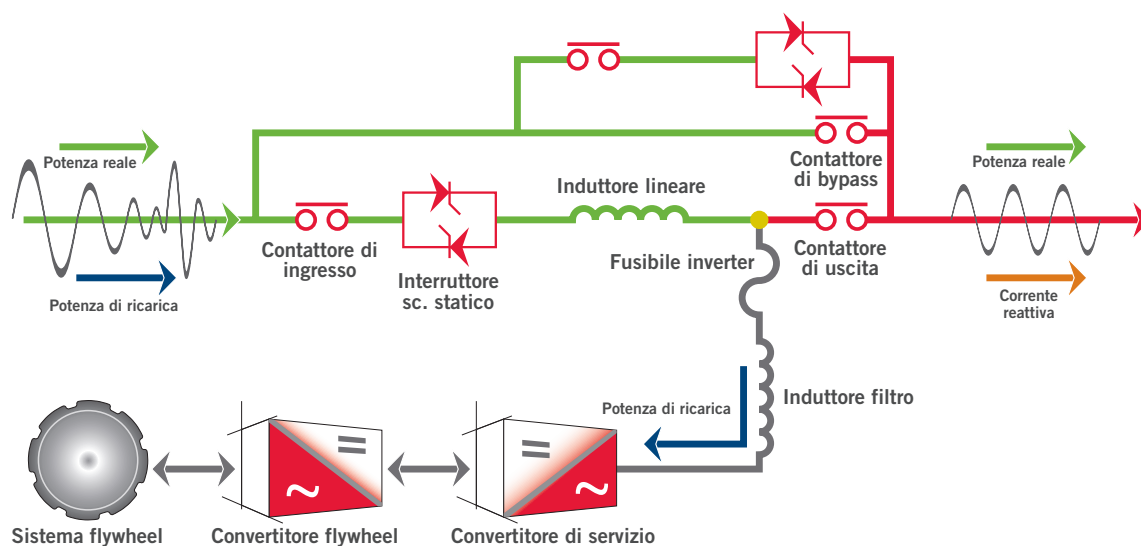 Potenza reale
Potenza di ricarica
Contattore di
ingresso
Interruttore
sc. statico
Induttore lineare
Contattore
di bypass
Fusibile inverter
Contattore
di uscita
Potenza reale
Corrente
reattiva
Potenza di ricarica
Induttore filtro
Sistema flywheel
Convertitore flywheel
Convertitore di servizio